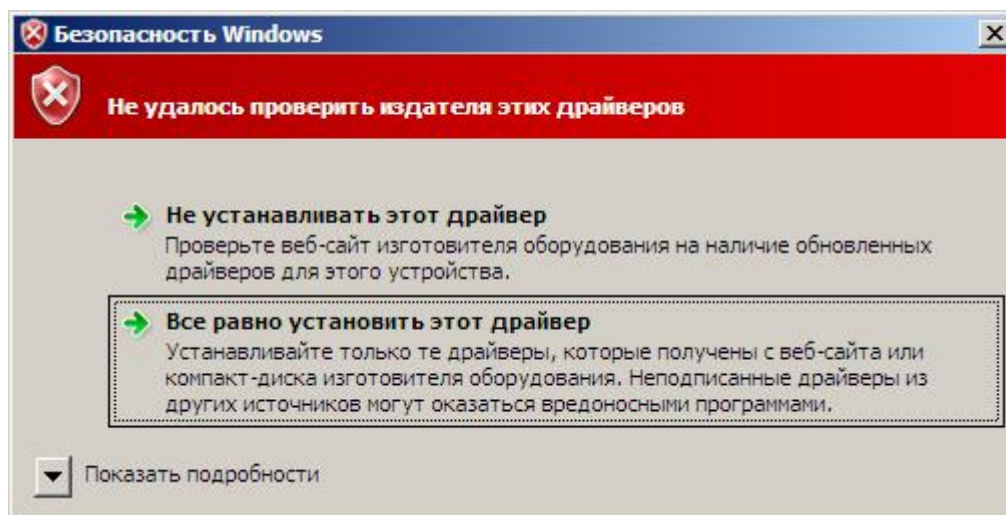 Безопасность Windows
Не удалось проверить издателя этих драйверов
Не устанавливать этот драйвер
Проверьте веб-сайт изготовителя оборудования на наличие обновленных
драйверов для этого устройства.
Все равно установить этот драйвер
Устанавливайте только те драйверы, которые получены с веб-сайта или
компакт-диска изготовителя оборудования. Неподписанные драйверы из
других источников могут оказаться вредоносными программами.
Показать подробности